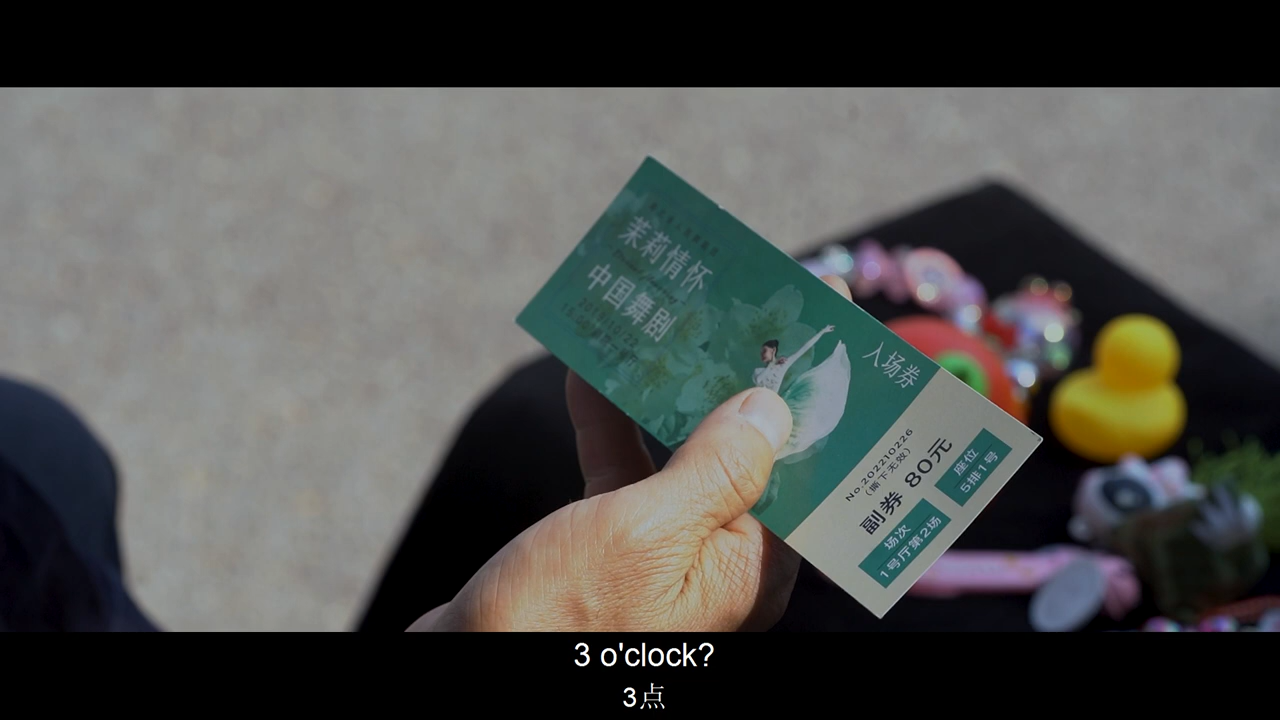 茉莉情怀
中国舞剧
入场券
No.202210226
(撕下无效)
副券 80元
座位
5排1号
场次
1号厅第2场
3 o'clock?
3点